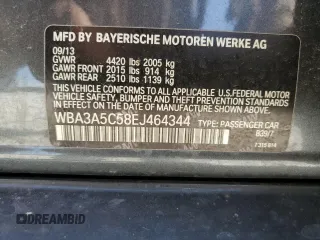 MFD BY BAYERISCHE MOTOREN WERKE AG
09/13
GVWR 4420 lbs 2005 kg
GAWR FRONT 2015 lbs 914 kg
GAWR REAR 2510 lbs 1139 kg
THIS VEHICLE CONFORMS TO ALL APPLICABLE
FEDERAL MOTOR VEHICLE SAFETY, BUMPER,
AND THEFT PREVENTION STANDARDS IN EFFECT ON
THE DATE OF MANUFACTURE SHOWN ABOVE.
WBA3A5C58EJ464344 TYPE: PASSENGER CAR
DREAMBID